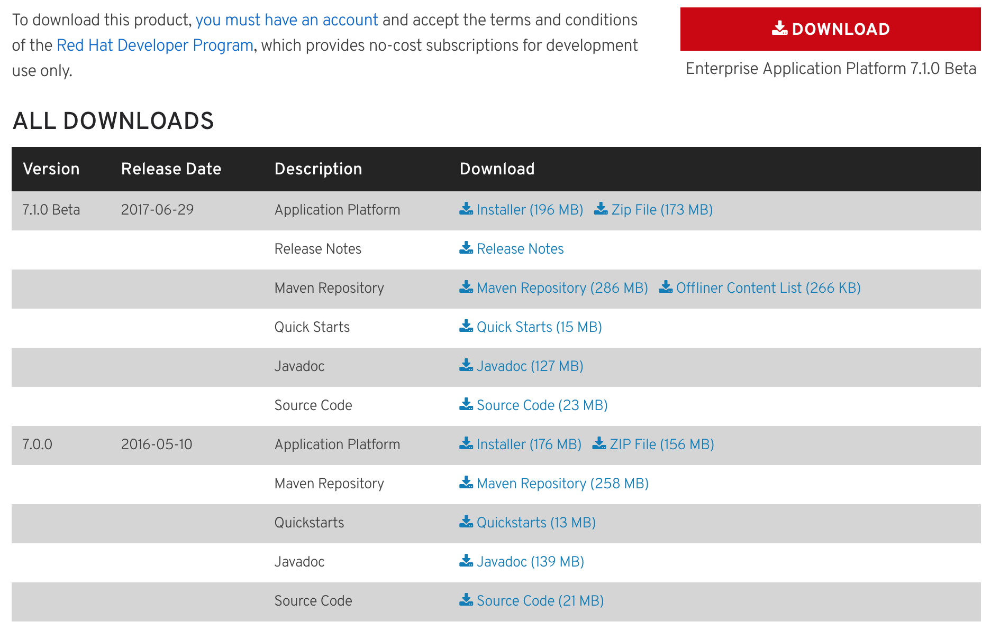 To download this product, you must have an account and accept the terms and conditions
of the Red Hat Developer Program, which provides no-cost subscriptions for development
use only.
DOWNLOAD
Enterprise Application Platform 7.1.0 Beta
ALL DOWNLOADS
Version Release Date Description Download
7.1.0 Beta 2017-06-29 Application Platform Installer (196 MB) Zip File (173 MB)
Release Notes Release Notes
Maven Repository Maven Repository (286 MB) Offliner Content List (266 KB)
Quick Starts Quick Starts (15 MB)
Javadoc Javadoc (127 MB)
Source Code Source Code (23 MB)
7.0.0 2016-05-10 Application Platform Installer (176 MB) ZIP File (156 MB)
Maven Repository Maven Repository (258 MB)
Quickstarts Quickstarts (13 MB)
Javadoc Javadoc (139 MB)
Source Code Source Code (21 MB)